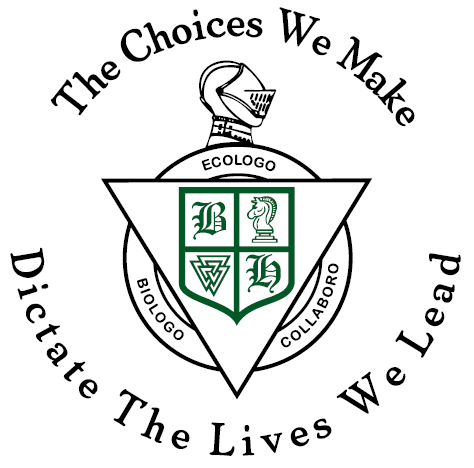 The Choices We Make
ECOLOGO
B
H
BIOLOGO
COLLABORO
Dictate The Lives We Lead